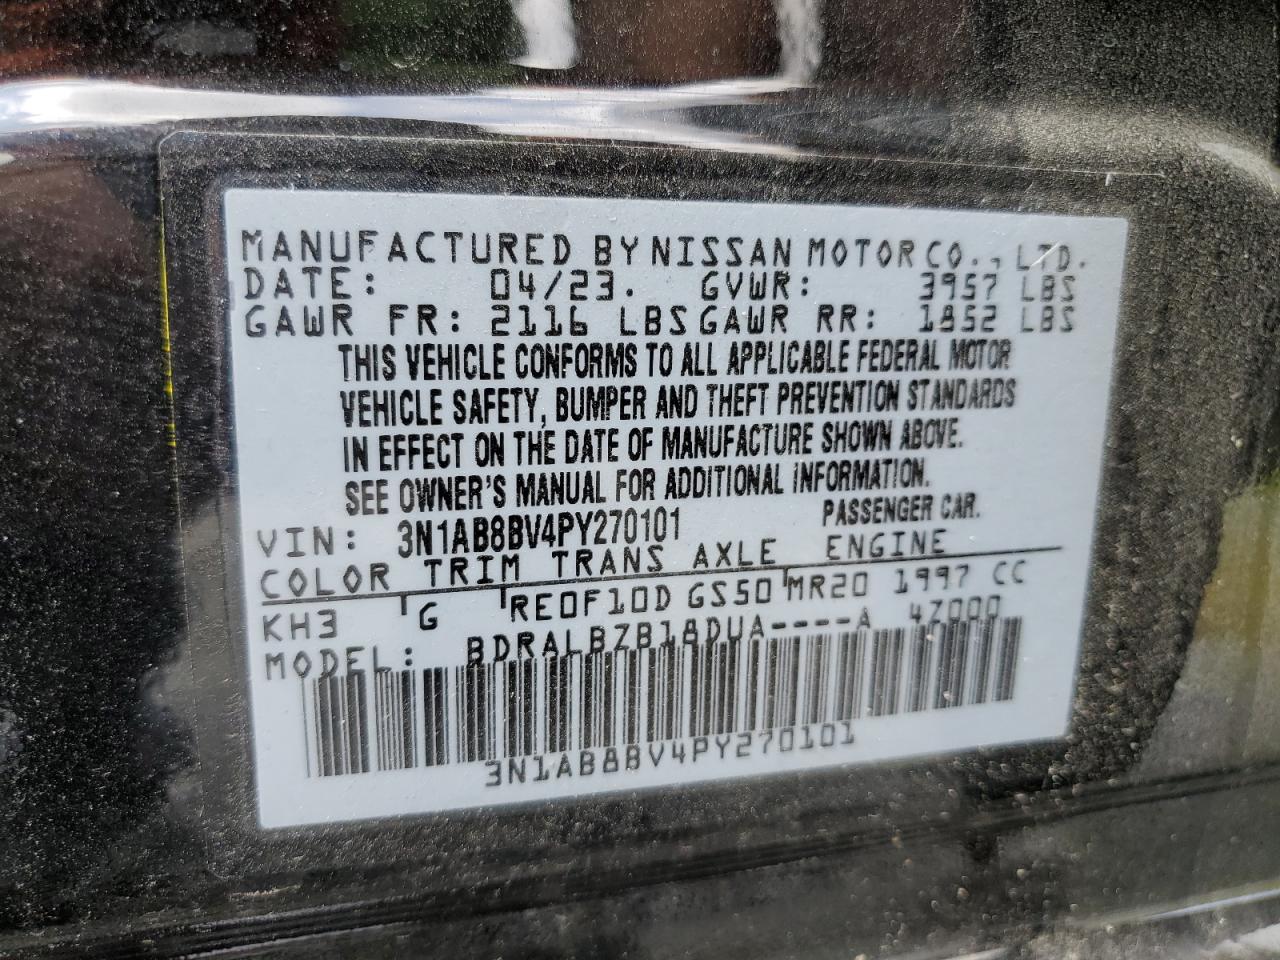 MANUFACTURED BY NISSAN MOTOR CO., LTD.
DATE: 04/23. GVWR: 3957 LBS
GAWR FR: 2116 LBS GAWR RR: 1852 LBS
THIS VEHICLE CONFORMS TO ALL APPLICABLE FEDERAL MOTOR
VEHICLE SAFETY, BUMPER AND THEFT PREVENTION STANDARDS
IN EFFECT ON THE DATE OF MANUFACTURE SHOWN ABOVE.
SEE OWNER'S MANUAL FOR ADDITIONAL INFORMATION.
VIN: 3N1AB8BV4PY270101 PASSENGER CAR.
COLOR TRIM TRANS AXLE ENGINE
KH3 G RE0F10D GS50 MR20 1997 CC
MODEL: BDRALBZB18DUA----A 4Z000
3N1AB8BV4PY270101